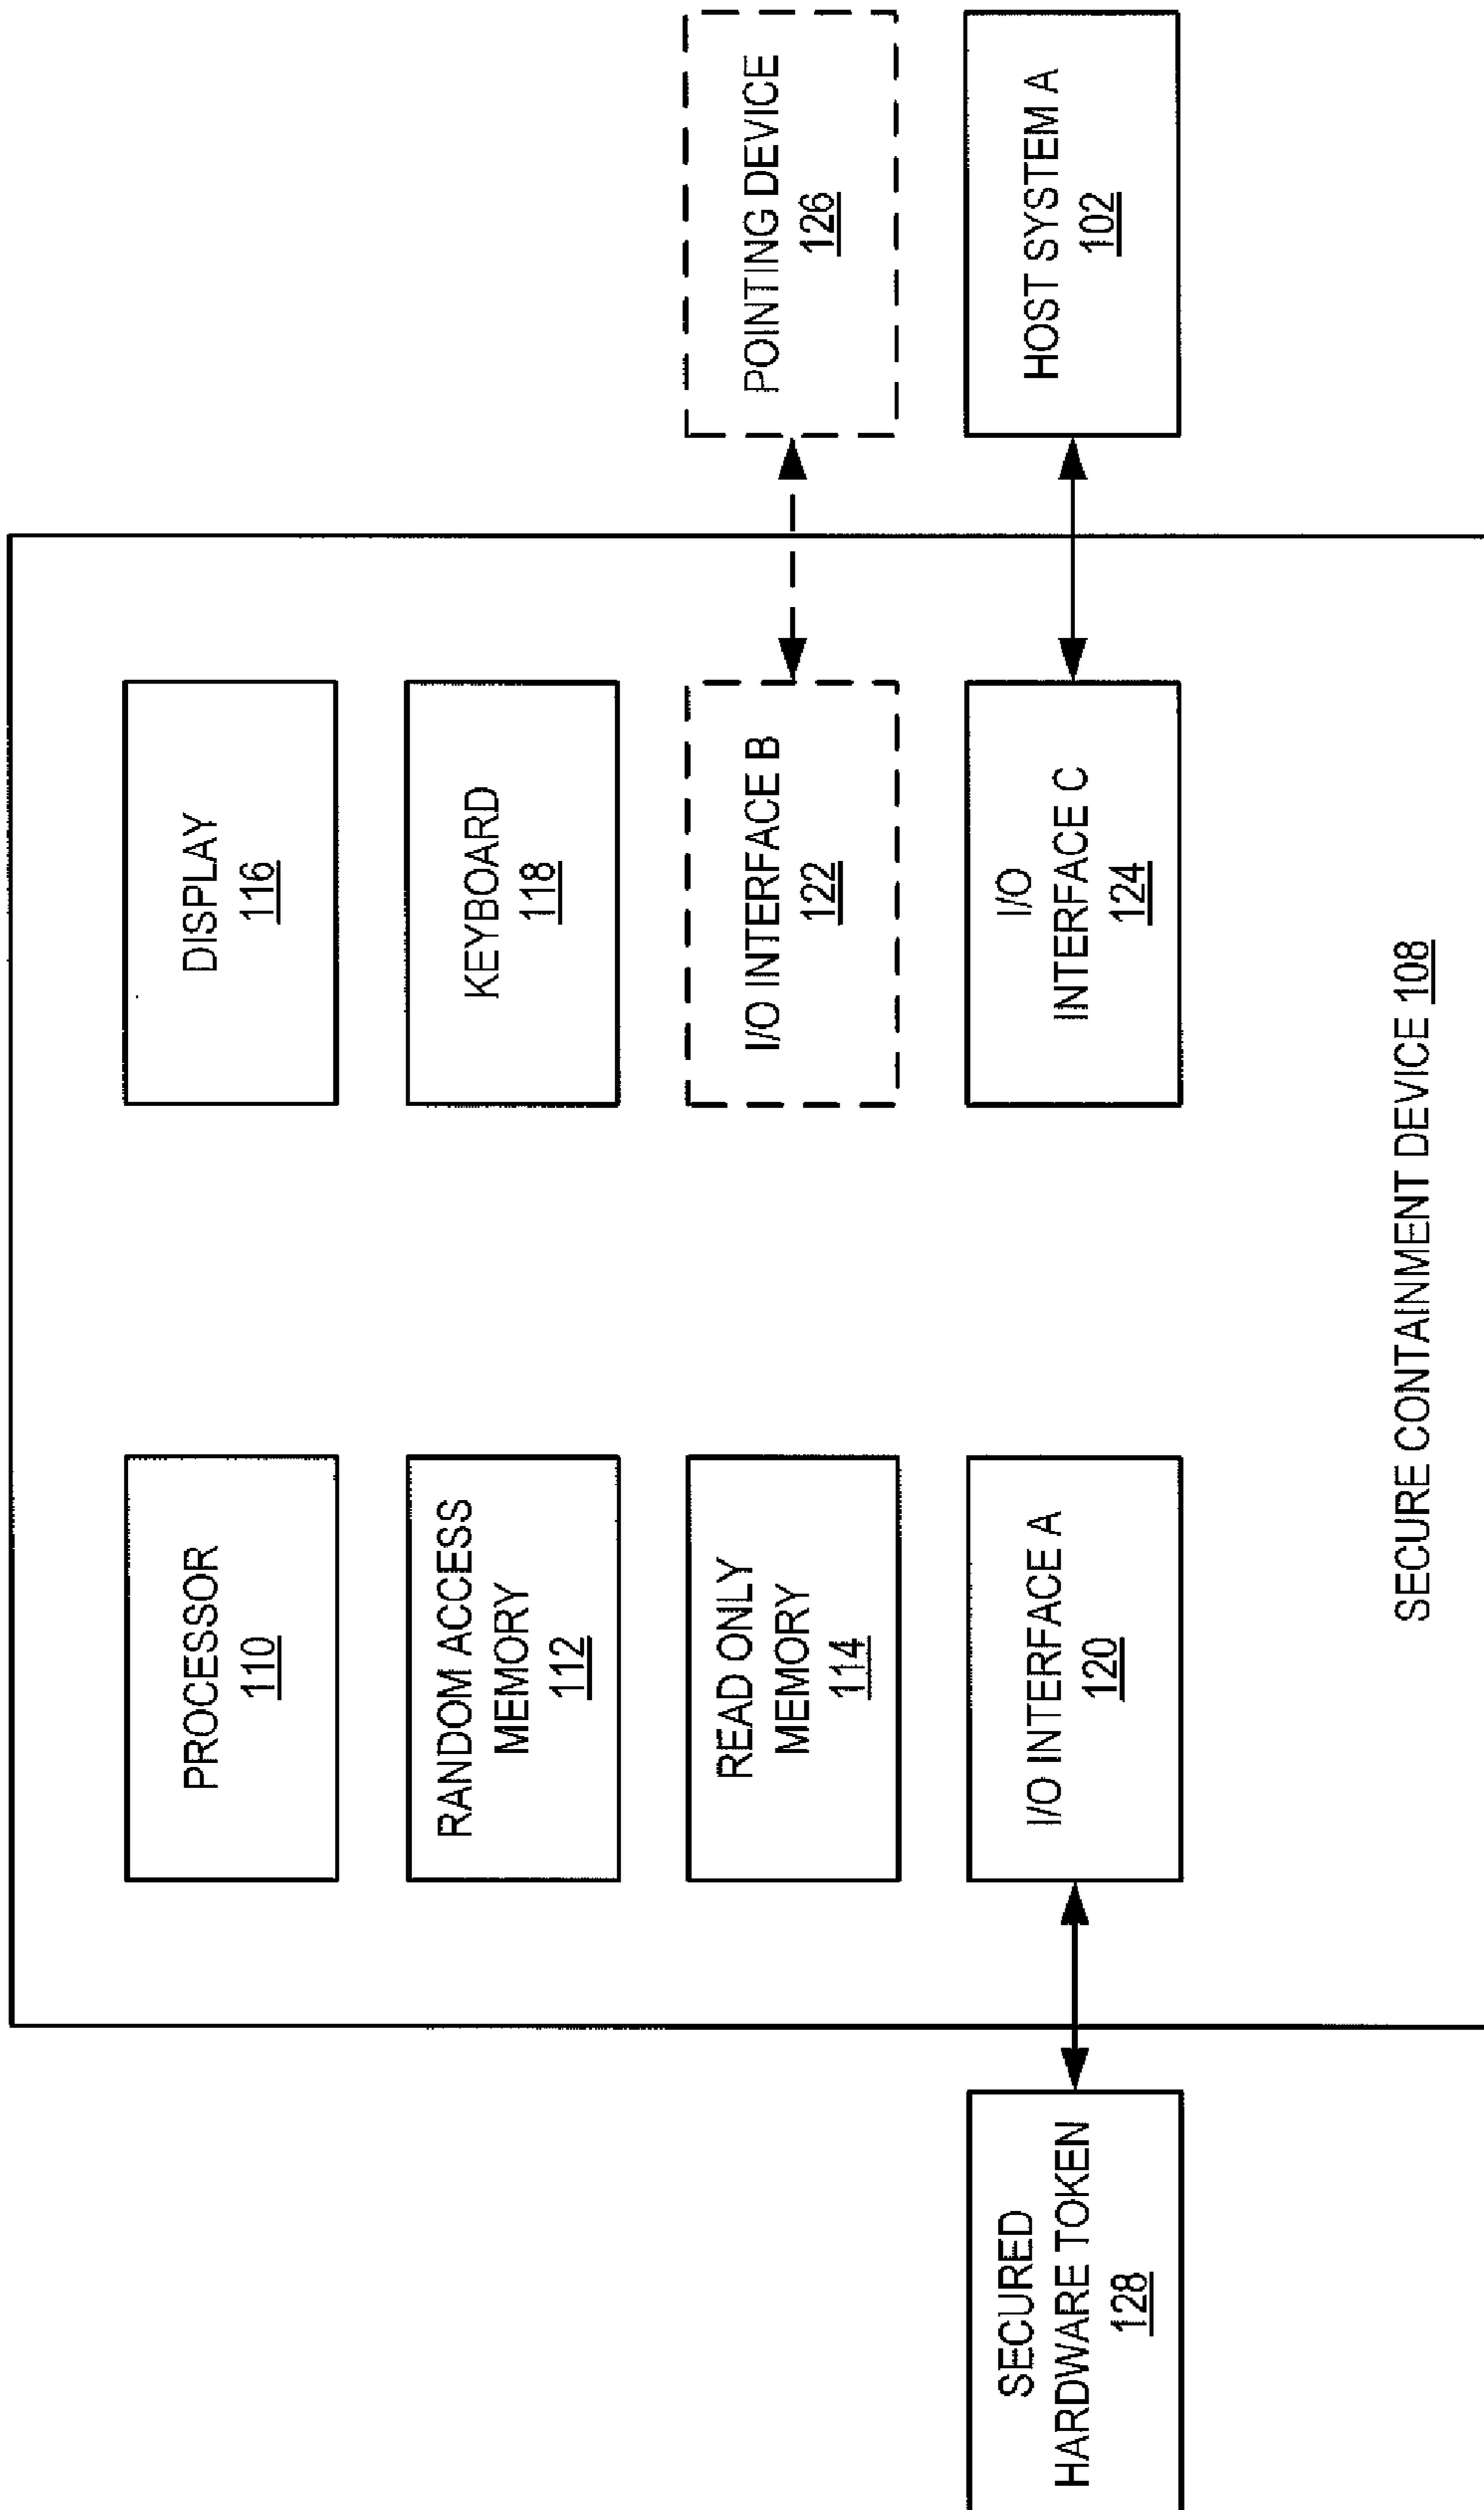 PROCESSOR
110
DISPLAY
116
RANDOM ACCESS
MEMORY
112
KEYBOARD
118
READ ONLY
MEMORY
114
I/O INTERFACE B
122
POINTING DEVICE
126
SECURED
HARDWARE TOKEN
128
I/O INTERFACE A
120
I/O
INTERFACE C
124
HOST SYSTEM A
102
SECURE CONTAINMENT DEVICE 108